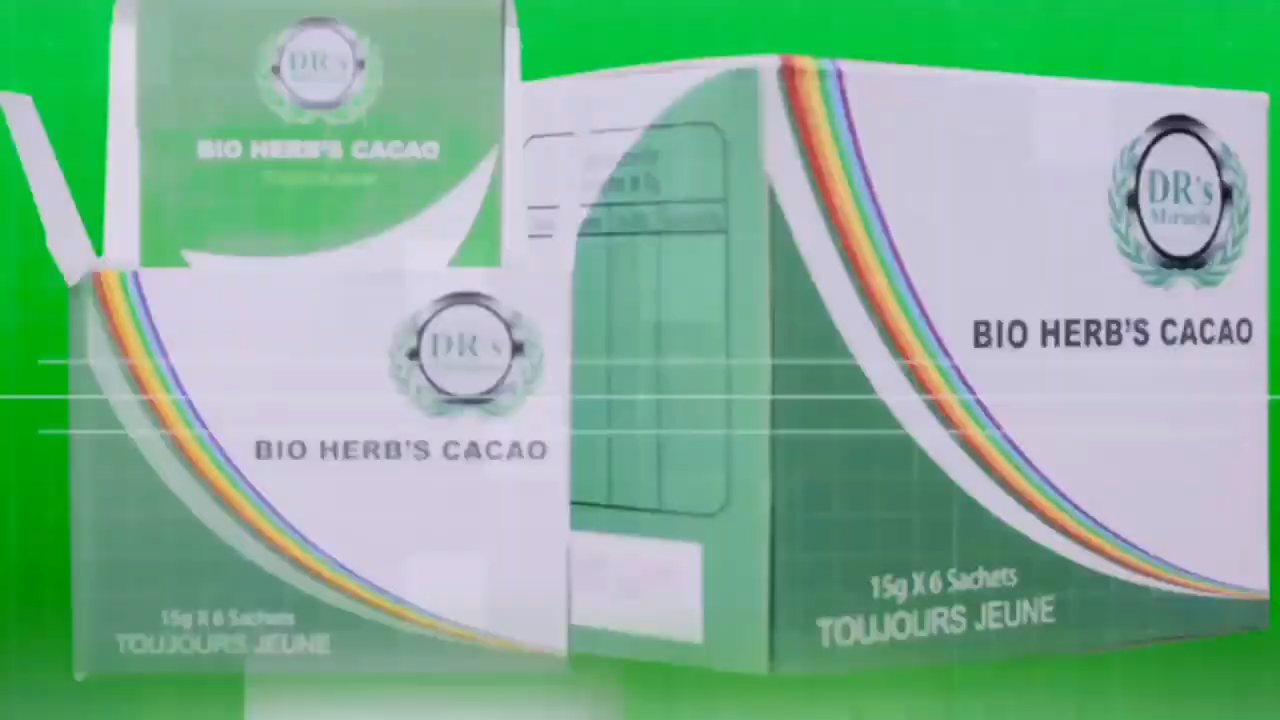 DR's
BIO HERB'S CACAO
DR's
BIO HERB'S CACAO
15g X 6 Sachets
TOUJOURS JEUNE
DR's
Miracle
BIO HERB'S CACAO
15g X 6 Sachets
TOUJOURS JEUNE